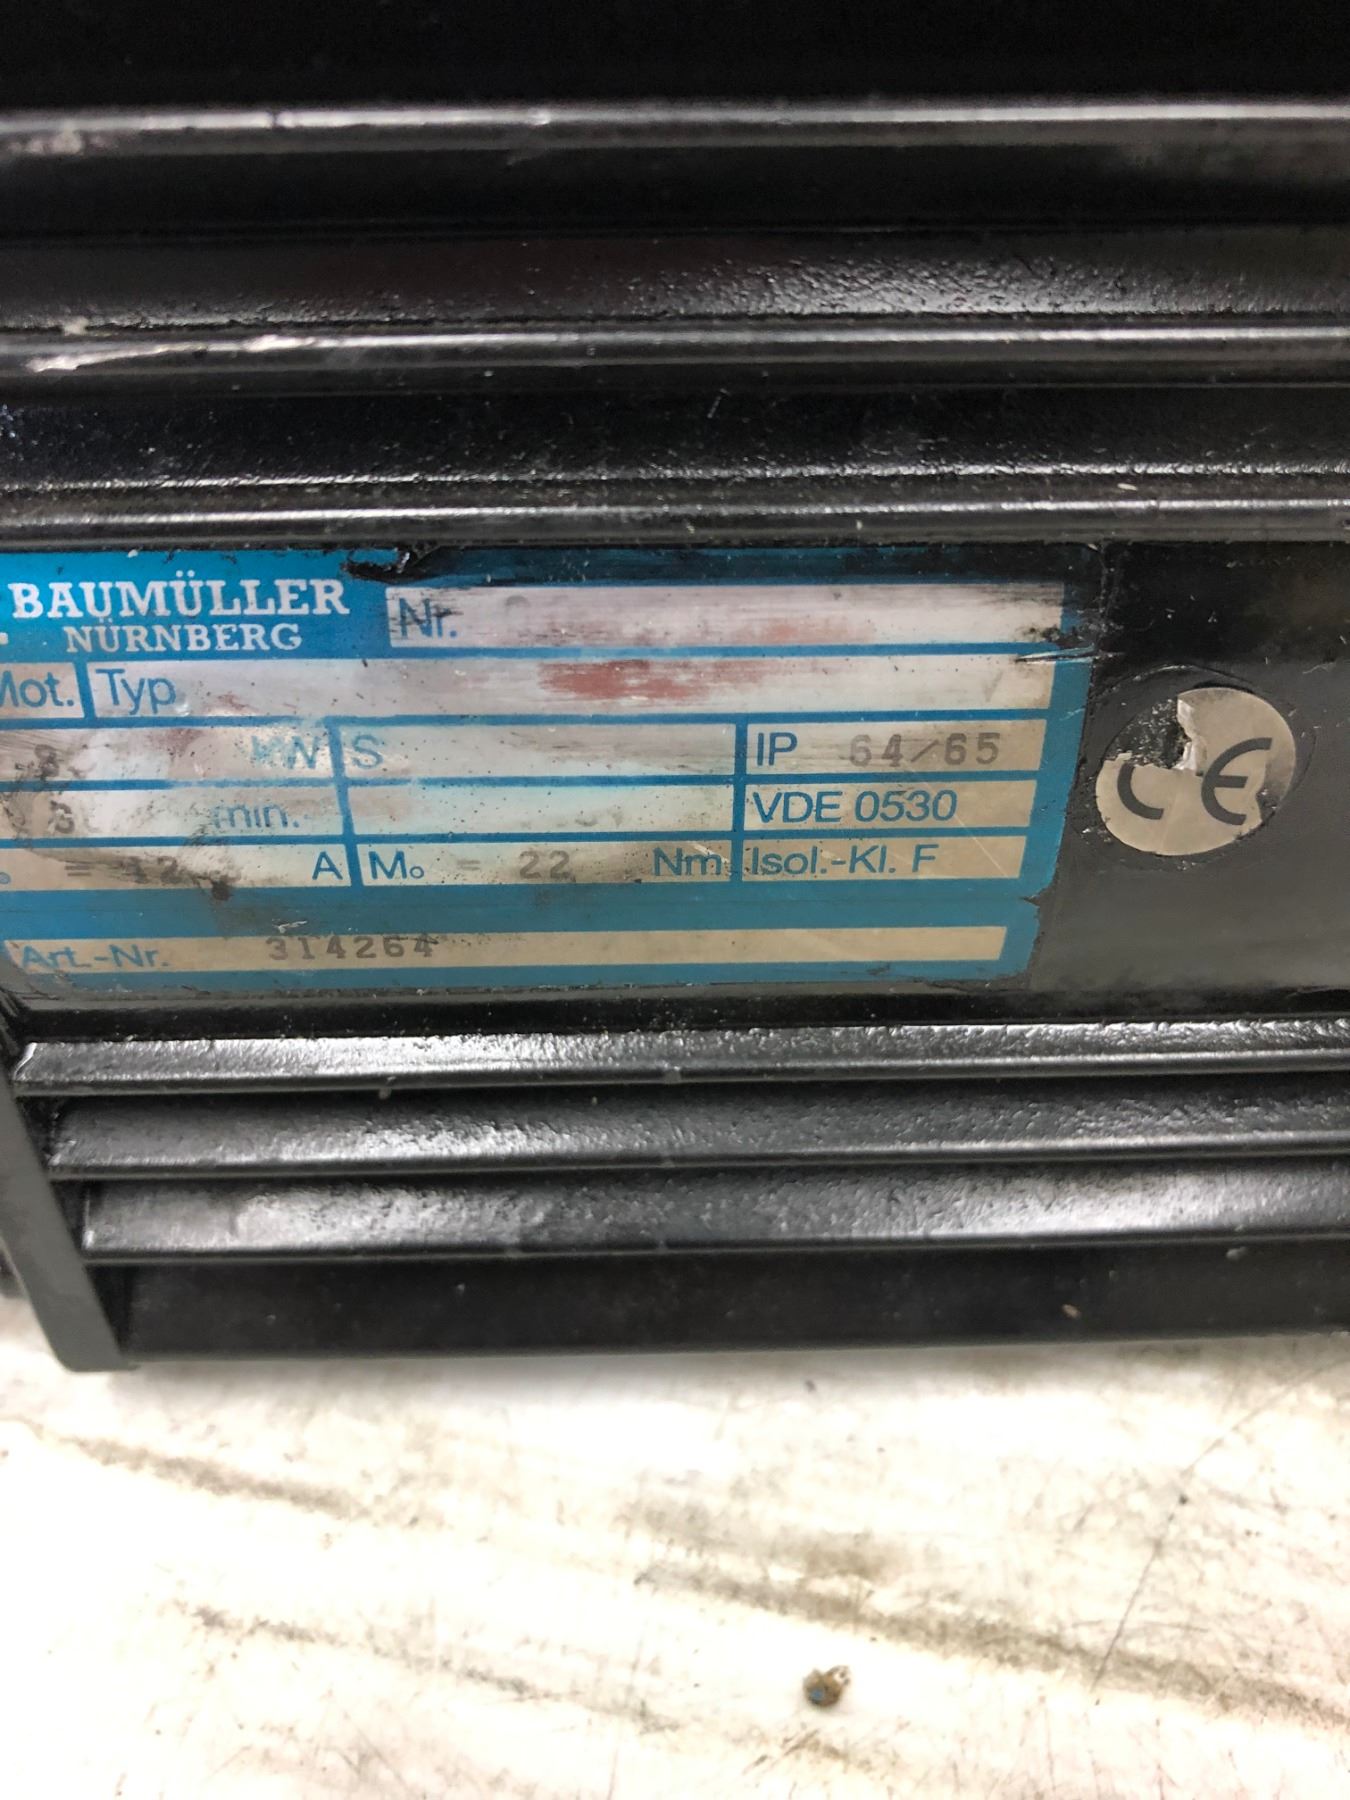 BAUMÜLLER
NÜRNBERG
Nr.
Mot. Typ
KW S IP 64/65
min. VDE 0530
= 12 A Mo = 22 Nm Isol.-Kl. F
Art.-Nr. 314264
CE